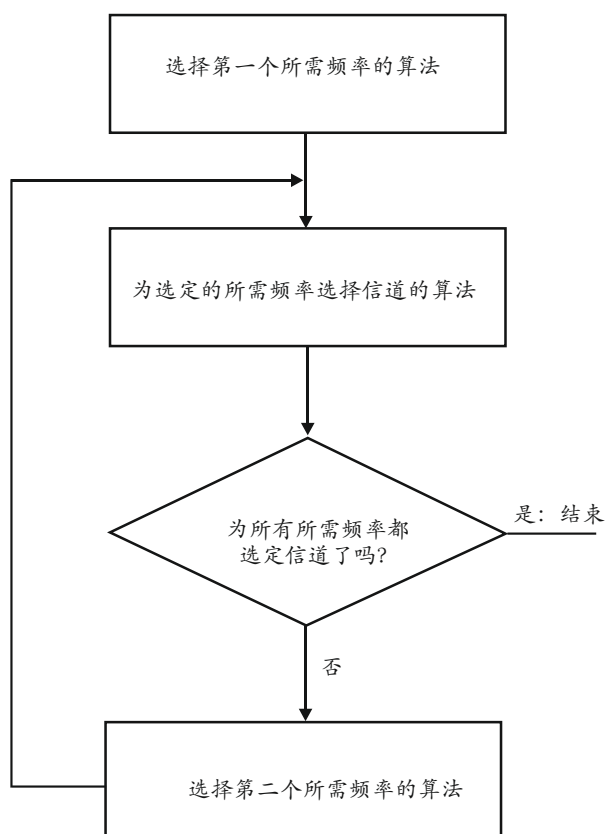 选择第一个所需频率的算法
为选定的所需频率选择信道的算法
为所有所需频率都
选定信道了吗?
是: 结束
否
选择第二个所需频率的算法